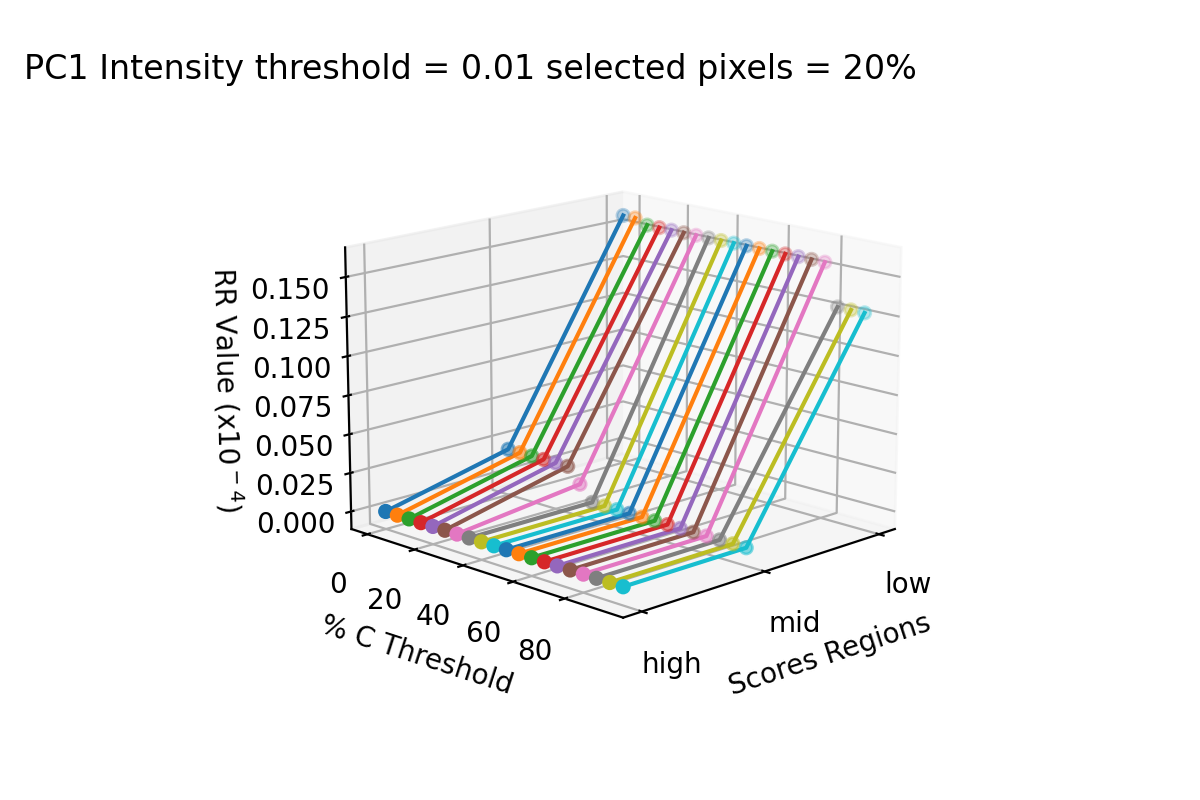 PC1 Intensity threshold = 0.01 selected pixels = 20%
RR Value (x10⁻⁴)
0.150
0.125
0.100
0.075
0.050
0.025
0.000
0
20
40
60
80
% C Threshold
high
mid
low
Scores Regions